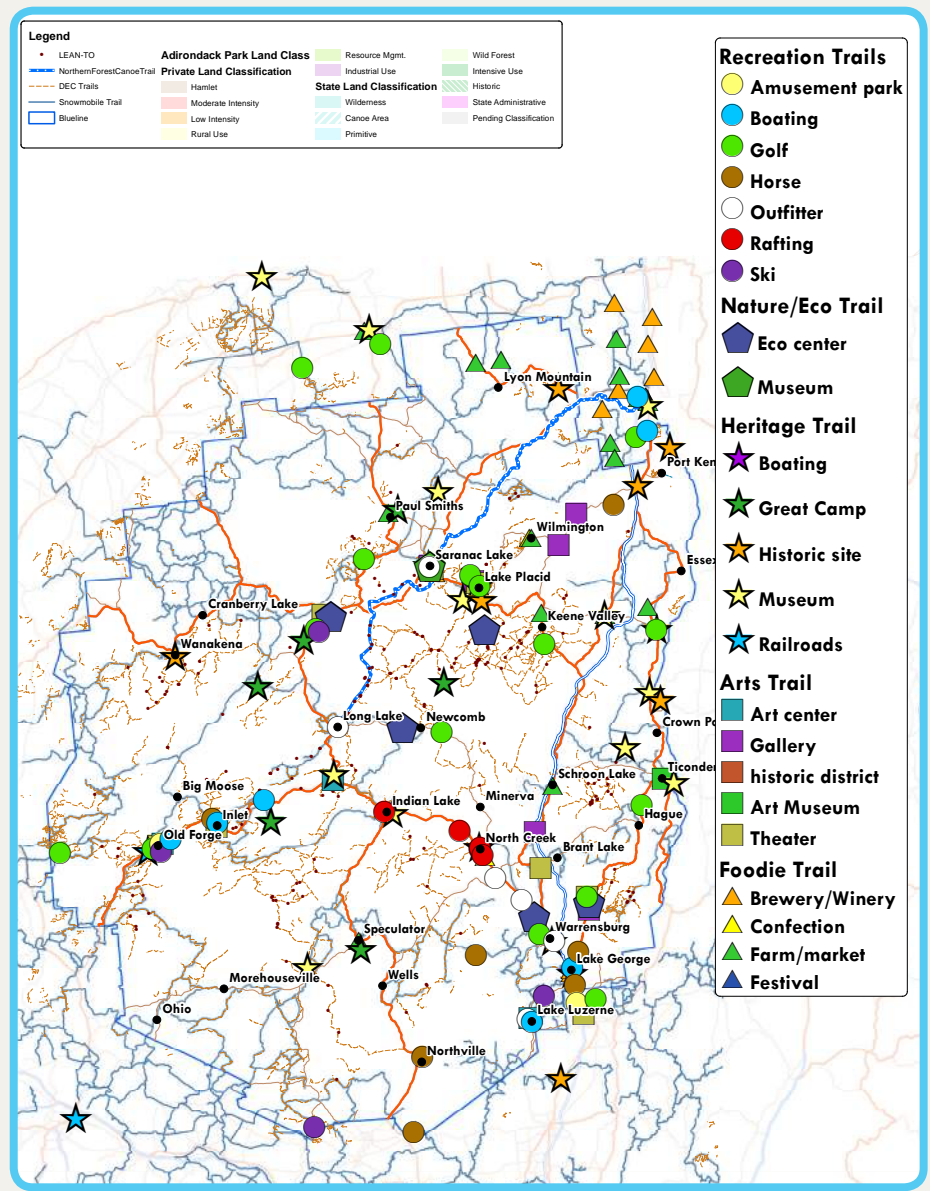 Legend
LEAN-TO
NorthernForestCanoeTrail
DEC Trails
Snowmobile Trail
Blueline
Adirondack Park Land Class
Private Land Classification
Hamlet
Moderate Intensity
Low Intensity
Rural Use
Resource Mgmt.
Industrial Use
State Land Classification
Wilderness
Canoe Area
Primitive
Wild Forest
Intensive Use
Historic
State Administrative
Pending Classification
Recreation Trails
Amusement park
Boating
Golf
Horse
Outfitter
Rafting
Ski
Nature/Eco Trail
Eco center
Museum
Heritage Trail
Boating
Great Camp
Historic site
Museum
Railroads
Arts Trail
Art center
Gallery
historic district
Art Museum
Theater
Foodie Trail
Brewery/Winery
Confection
Farm/market
Festival
Lyon Mountain
Port Ken
Paul Smiths
Wilmington
Saranac Lake
Essex
Lake Placid
Cranberry Lake
Keene Valley
Wanakena
Long Lake
Newcomb
Crown Po
Schroon Lake
Ticonder
Big Moose
Minerva
Indian Lake
Inlet
Hague
Old Forge
North Creek
Brant Lake
Speculator
Warrensburg
Lake George
Morehouseville
Wells
Ohio
Lake Luzerne
Northville